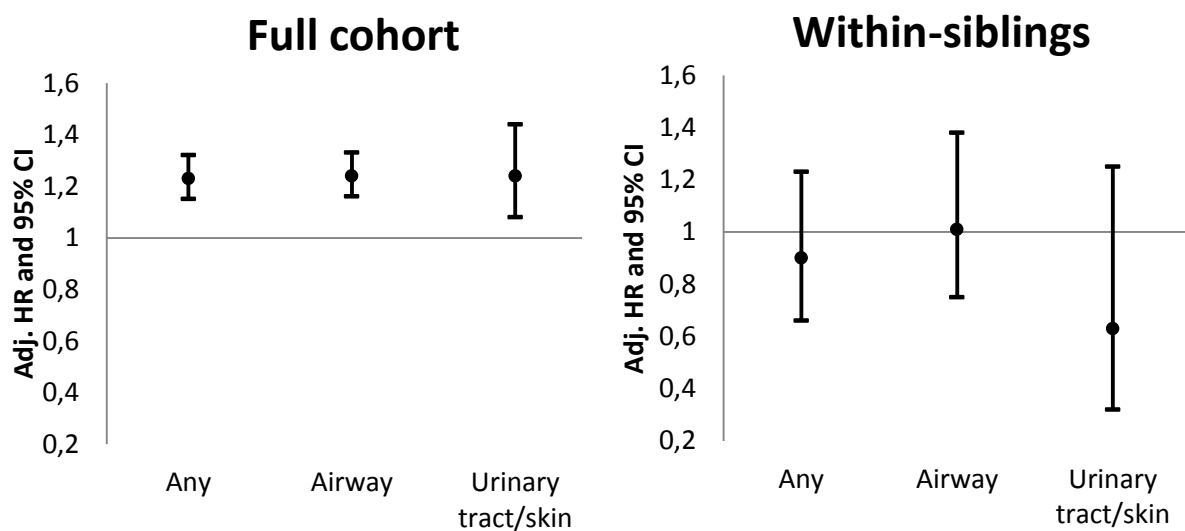 Full cohort
Adj. HR and 95% CI
1,6
1,4
1,2
1
0,8
0,6
0,4
0,2
Any
Airway
Urinary
tract/skin
Within-siblings
Adj. HR and 95% CI
1,6
1,4
1,2
1
0,8
0,6
0,4
0,2
Any
Airway
Urinary
tract/skin